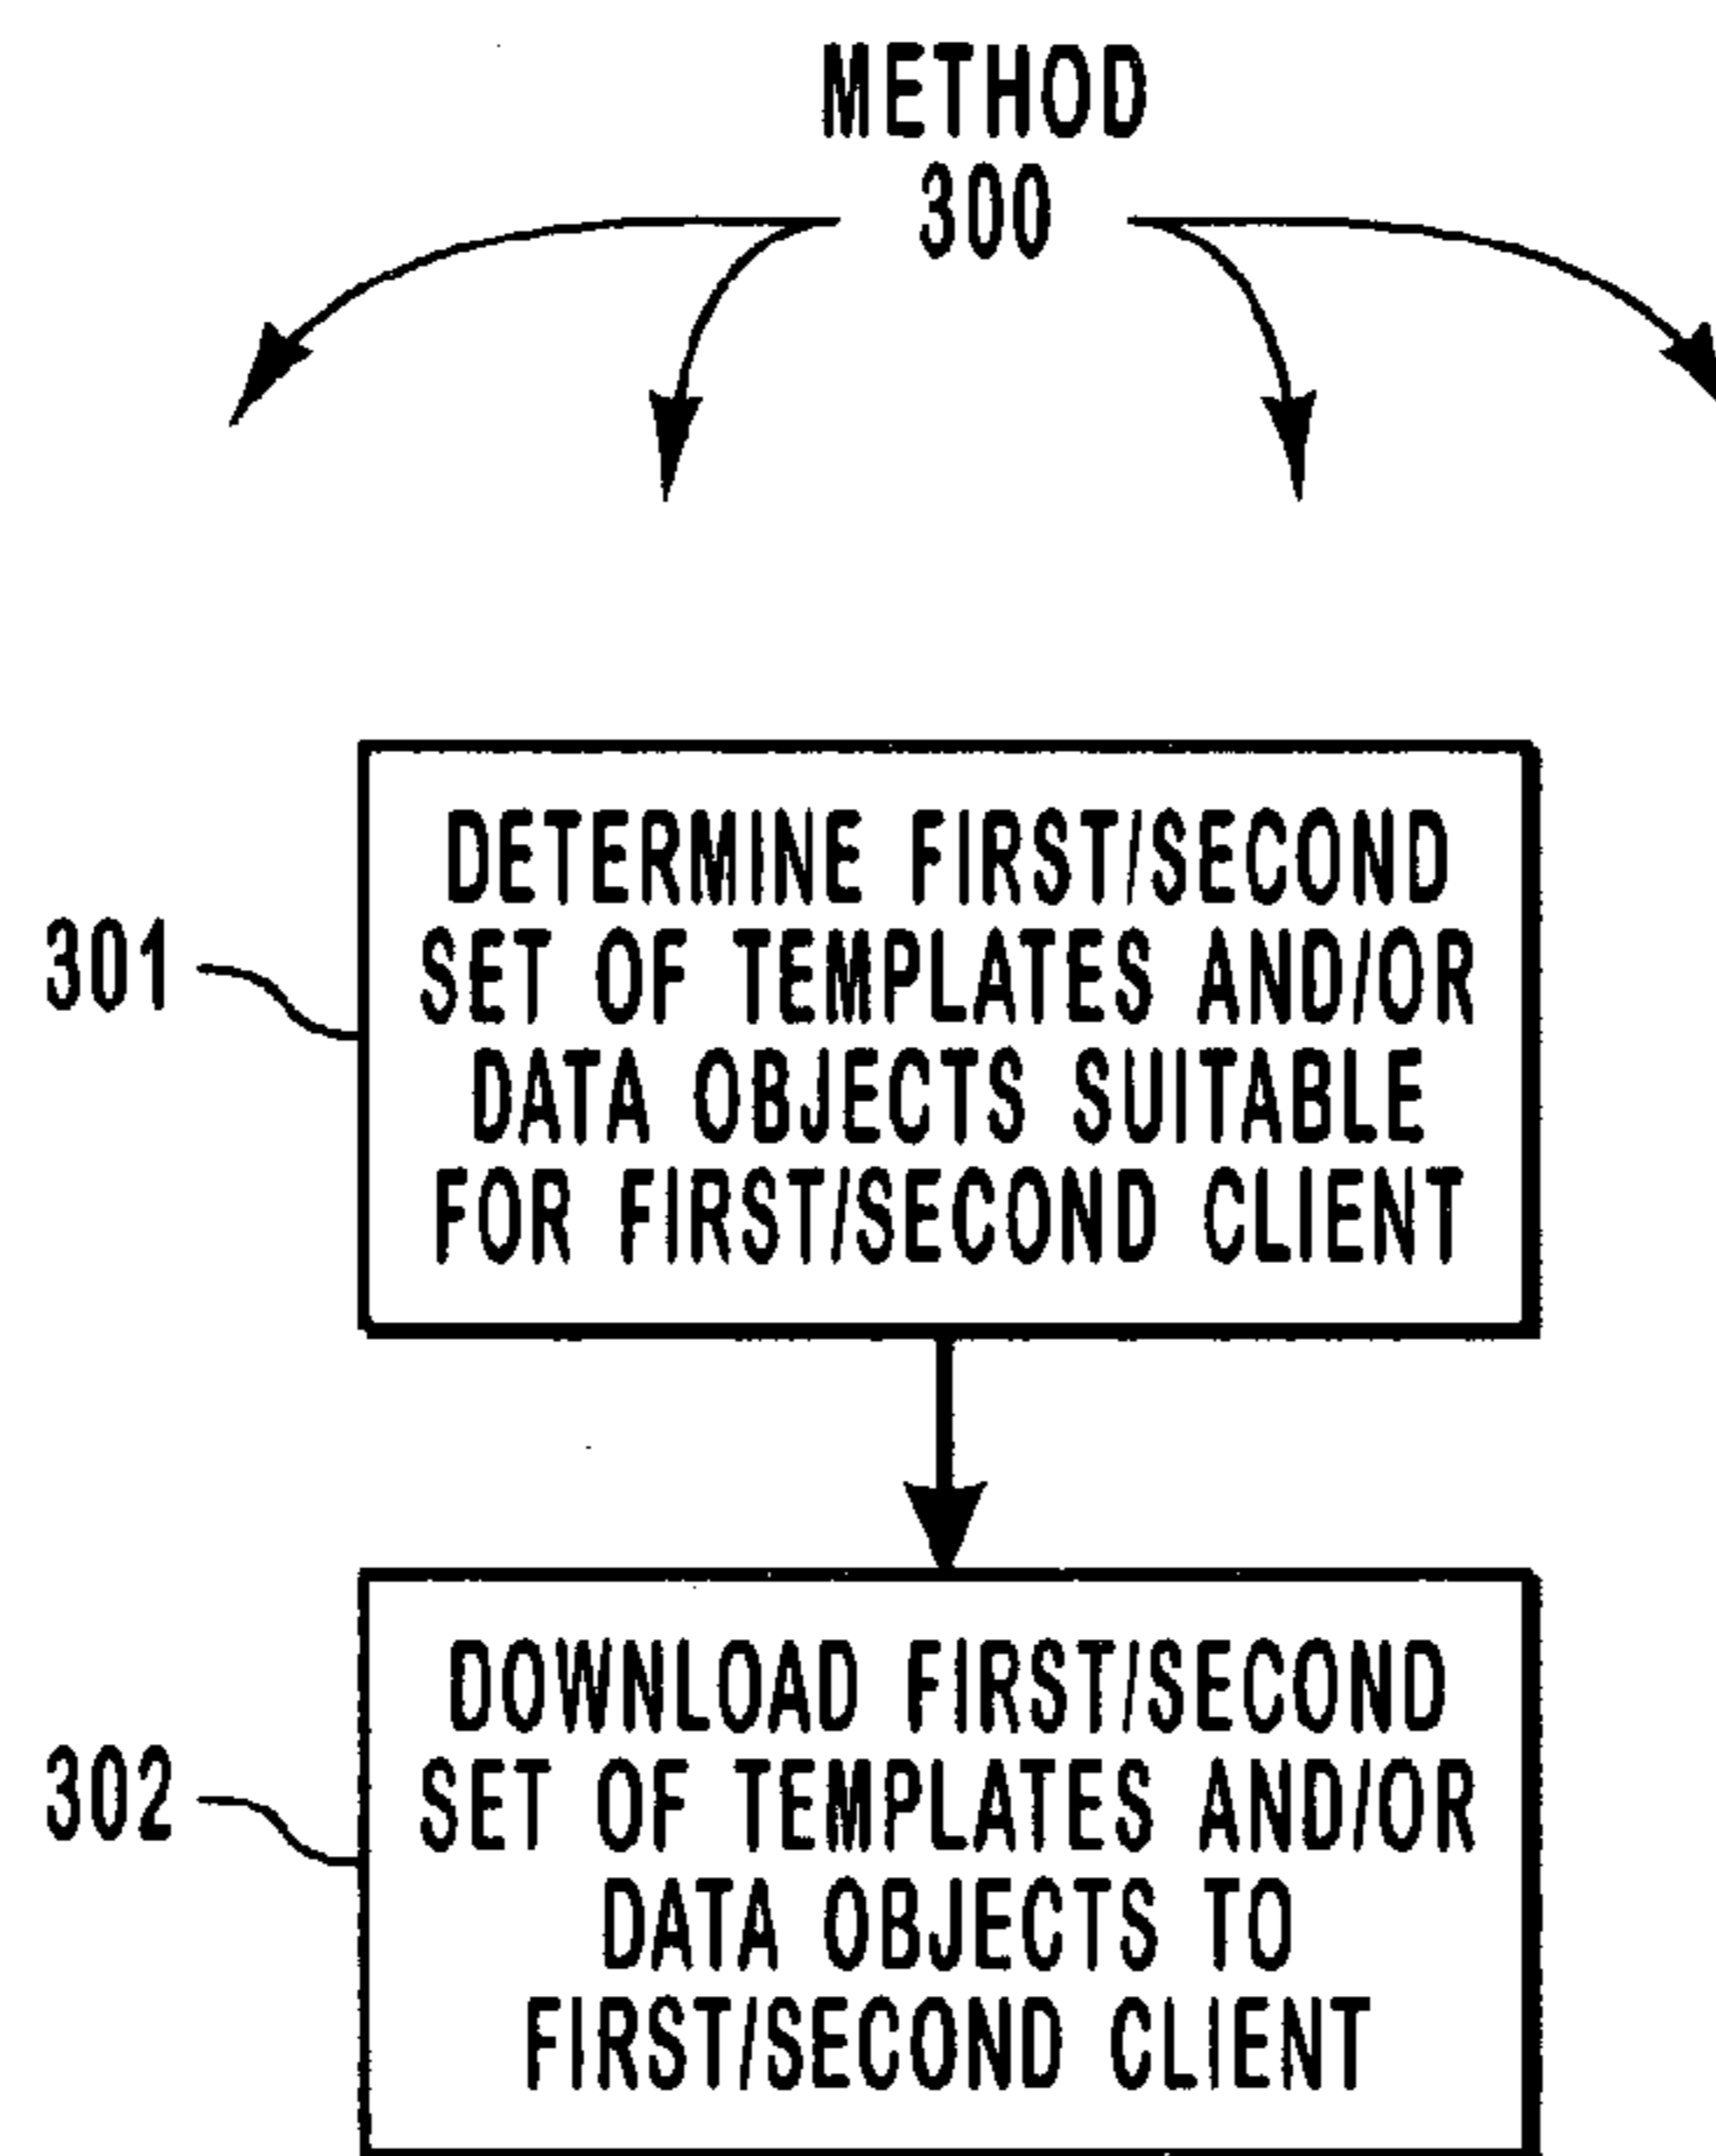 METHOD
300
DETERMINE FIRST/SECOND
SET OF TEMPLATES AND/OR
301
DATA OBJECTS SUITABLE
FOR FIRST/SECOND CLIENT
DOWNLOAD FIRST/SECOND
SET OF TEMPLATES AND/OR
302
DATA OBJECTS TO
FIRST/SECOND CLIENT